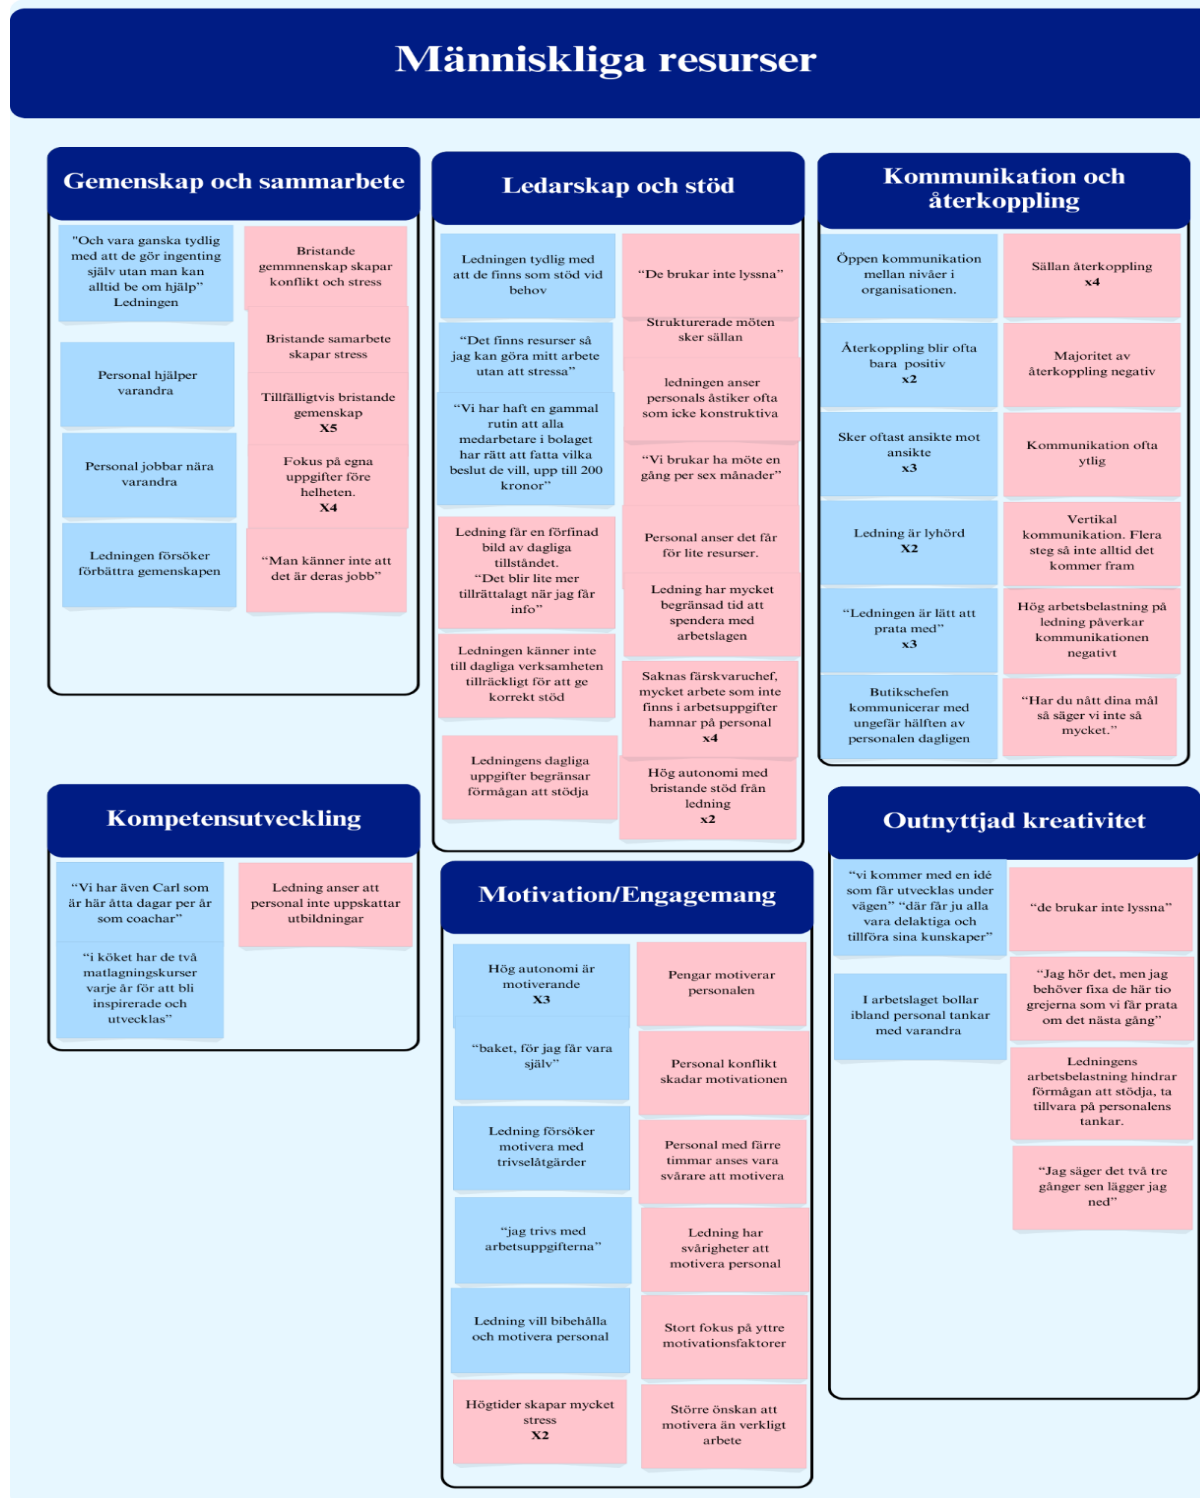 Människliga resurser
Gemenskap och sammarbete
"Och vara ganska tydlig
med att de gör ingenting
själv utan man kan
alltid be om hjälp”
Ledningen
Personal hjälper
varandra
Personal jobbar nära
varandra
Ledningen försöker
förbättra gemenskapen
Bristande
gemmnenskap skapar
konflikt och stress
Bristande samarbete
skapar stress
Tillfälligtvis bristande
gemenskap
X5
Fokus på egna
uppgifter före
helheten.
X4
“Man känner inte att
det är deras jobb”
Ledarskap och stöd
Ledningen tydlig med
att de finns som stöd vid
behov
“Det finns resurser så
jag kan göra mitt arbete
utan att stressa”
“Vi har haft en gammal
rutin att alla
medarbetare i bolaget
har rätt att fatta vilka
beslut de vill, upp till 200
kronor”
Ledning får en förfinad
bild av dagliga
tillståndet.
“Det blir lite mer
tillrättalagt när jag får
info”
Ledningen känner inte
till dagliga verksamheten
tillräckligt för att ge
korrekt stöd
Ledningens dagliga
uppgifter begränsar
förmågan att stödja
“De brukar inte lyssna”
Strukturerade möten
sker sällan
ledningen anser
personals åstiker ofta
som icke konstruktiva
“Vi brukar ha möte en
gång per sex månader”
Personal anser det får
för lite resurser.
Ledning har mycket
begränsad tid att
spendera med
arbetslagen
Saknas färskvaruchef,
mycket arbete som inte
finns i arbetsuppgifter
hamnar på personal
x4
Hög autonomi med
bristande stöd från
ledning
x2
Kommunikation och
återkoppling
Öppen kommunikation
mellan nivåer i
organisationen.
Återkoppling blir ofta
bara positiv
x2
Sker oftast ansikte mot
ansikte
x3
Ledning är lyhörd
X2
“Ledningen är lätt att
prata med”
x3
Butikschefen
kommunicerar med
ungefär hälften av
personalen dagligen
Sällan återkoppling
x4
Majoritet av
återkoppling negativ
Kommunikation ofta
ytlig
Vertikal
kommunikation. Flera
steg så inte alltid det
kommer fram
Hög arbetsbelastning på
ledning påverkar
kommunikationen
negativt
“Har du nått dina mål
så säger vi inte så
mycket.”
Kompetensutveckling
“Vi har även Carl som
är här åtta dagar per år
som coachar”
“i köket har de två
matlagningskurser
varje år för att bli
inspirerade och
utvecklas”
Ledning anser att
personal inte uppskattar
utbildningar
Motivation/Engagemang
Hög autonomi är
motiverande
X3
“baket, för jag får vara
själv”
Ledning försöker
motivera med
trivselåtgärder
“jag trivs med
arbetsuppgifterna”
Ledning vill bibehålla
och motivera personal
Högtider skapar mycket
stress
X2
Pengar motiverar
personalen
Personal konflikt
skadar motivationen
Personal med färre
timmar anses vara
svårare att motivera
Ledning har
svårigheter att
motivera personal
Stort fokus på yttre
motivationsfaktorer
Större önskan att
motivera än verkligt
arbete
Outnyttjad kreativitet
“vi kommer med en idé
som får utvecklas under
vägen” “där får ju alla
vara delaktiga och
tillföra sina kunskaper”
I arbetslaget bollar
ibland personal tankar
med varandra
“de brukar inte lyssna”
“Jag hör det, men jag
behöver fixa de här tio
grejerna som vi får prata
om det nästa gång”
Ledningens
arbetsbelastning hindrar
förmågan att stödja, ta
tillvara på personalens
tankar.
“Jag säger det två tre
gånger sen lägger jag
ned”